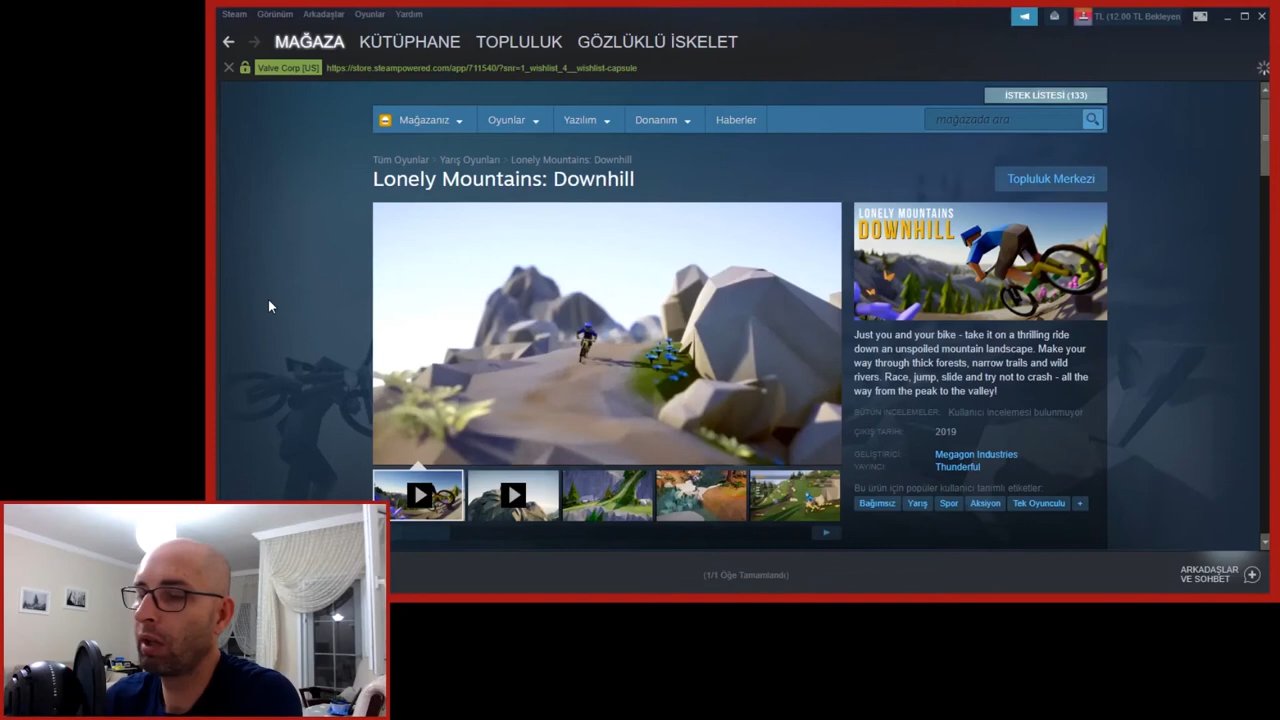 Steam Görünüm Arkadaşlar Oyunlar Yardım
TL (12.00 TL Bekleyen
MAĞAZA KÜTÜPHANE TOPLULUK GÖZLÜKLÜ İSKELET
Valve Corp [US] https://store.steampowered.com/app/711540/?snr=1_wishlist_4__wishlist-capsule
İSTEK LİSTESİ (133)
Mağazanız Oyunlar Yazılım Donanım Haberler
mağazada ara
Tüm Oyunlar > Yarış Oyunları > Lonely Mountains: Downhill
Lonely Mountains: Downhill
Topluluk Merkezi
LONELY MOUNTAINS
DOWNHILL
Just you and your bike - take it on a thrilling ride
down an unspoiled mountain landscape. Make your
way through thick forests, narrow trails and wild
rivers. Race, jump, slide and try not to crash - all the
way from the peak to the valley!
BÜTÜN İNCELEMELER: Kullanıcı incelemesi bulunmuyor
ÇIKIŞ TARİHİ: 2019
GELİŞTİRİCİ: Megagon Industries
YAYINCI: Thunderful
Bu ürün için popüler kullanıcı tanımlı etiketler:
Bağımsız Yarış Spor Aksiyon Tek Oyunculu +
(1/1 Öğe Tamamlandı)
ARKADAŞLAR
VE SOHBET